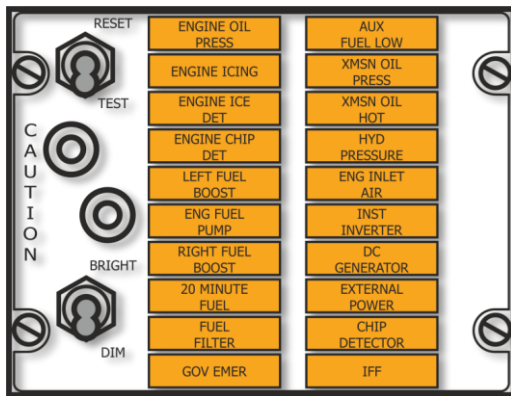 RESET
TEST
CAUTION
BRIGHT
DIM
ENGINE OIL
PRESS
ENGINE ICING
ENGINE ICE
DET
ENGINE CHIP
DET
LEFT FUEL
BOOST
ENG FUEL
PUMP
RIGHT FUEL
BOOST
20 MINUTE
FUEL
FUEL
FILTER
GOV EMER
AUX
FUEL LOW
XMSN OIL
PRESS
XMSN OIL
HOT
HYD
PRESSURE
ENG INLET
AIR
INST
INVERTER
DC
GENERATOR
EXTERNAL
POWER
CHIP
DETECTOR
IFF